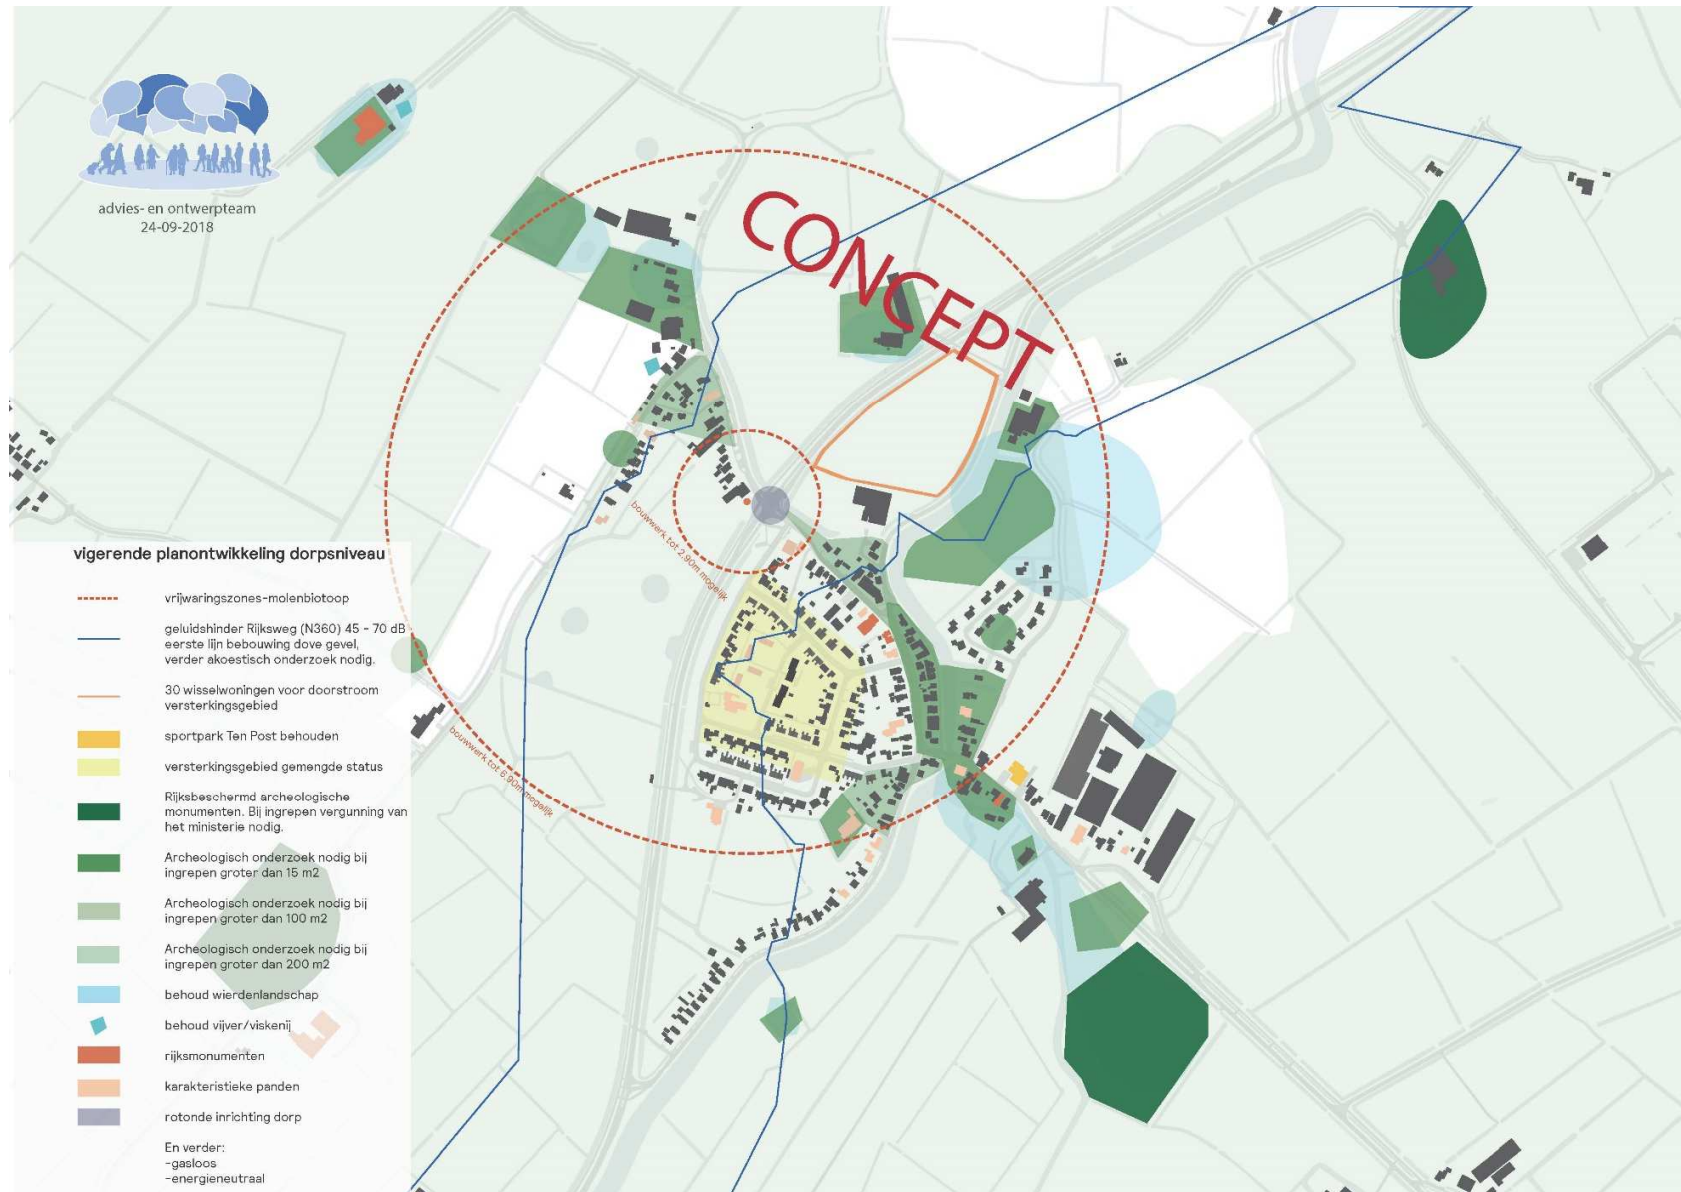 advies- en ontwerpteam
24-09-2018
CONCEPT
bouwwerk tot 2,90m mogelijk
bouwwerk tot 6,90m mogelijk
vigerende planontwikkeling dorpsniveau
vrijwaringszones-molenbiotoop
geluidshinder Rijksweg (N360) 45 - 70 dB
eerste lijn bebouwing dove gevel,
verder akoestisch onderzoek nodig.
30 wisselwoningen voor doorstroom
versterkingsgebied
sportpark Ten Post behouden
versterkingsgebied gemengde status
Rijksbeschermd archeologische
monumenten. Bij ingrepen vergunning van
het ministerie nodig.
Archeologisch onderzoek nodig bij
ingrepen groter dan 15 m2
Archeologisch onderzoek nodig bij
ingrepen groter dan 100 m2
Archeologisch onderzoek nodig bij
ingrepen groter dan 200 m2
behoud wierdenlandschap
behoud vijver/viskenij
rijksmonumenten
karakteristieke panden
rotonde inrichting dorp
En verder:
-gasloos
-energieneutraal